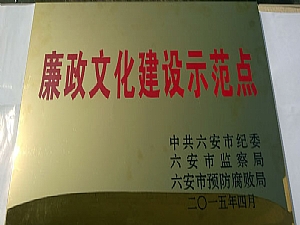 廉政文化建设示范点
中共六安市纪委
六安市监察局
六安市预防腐败局
二〇一五年四月